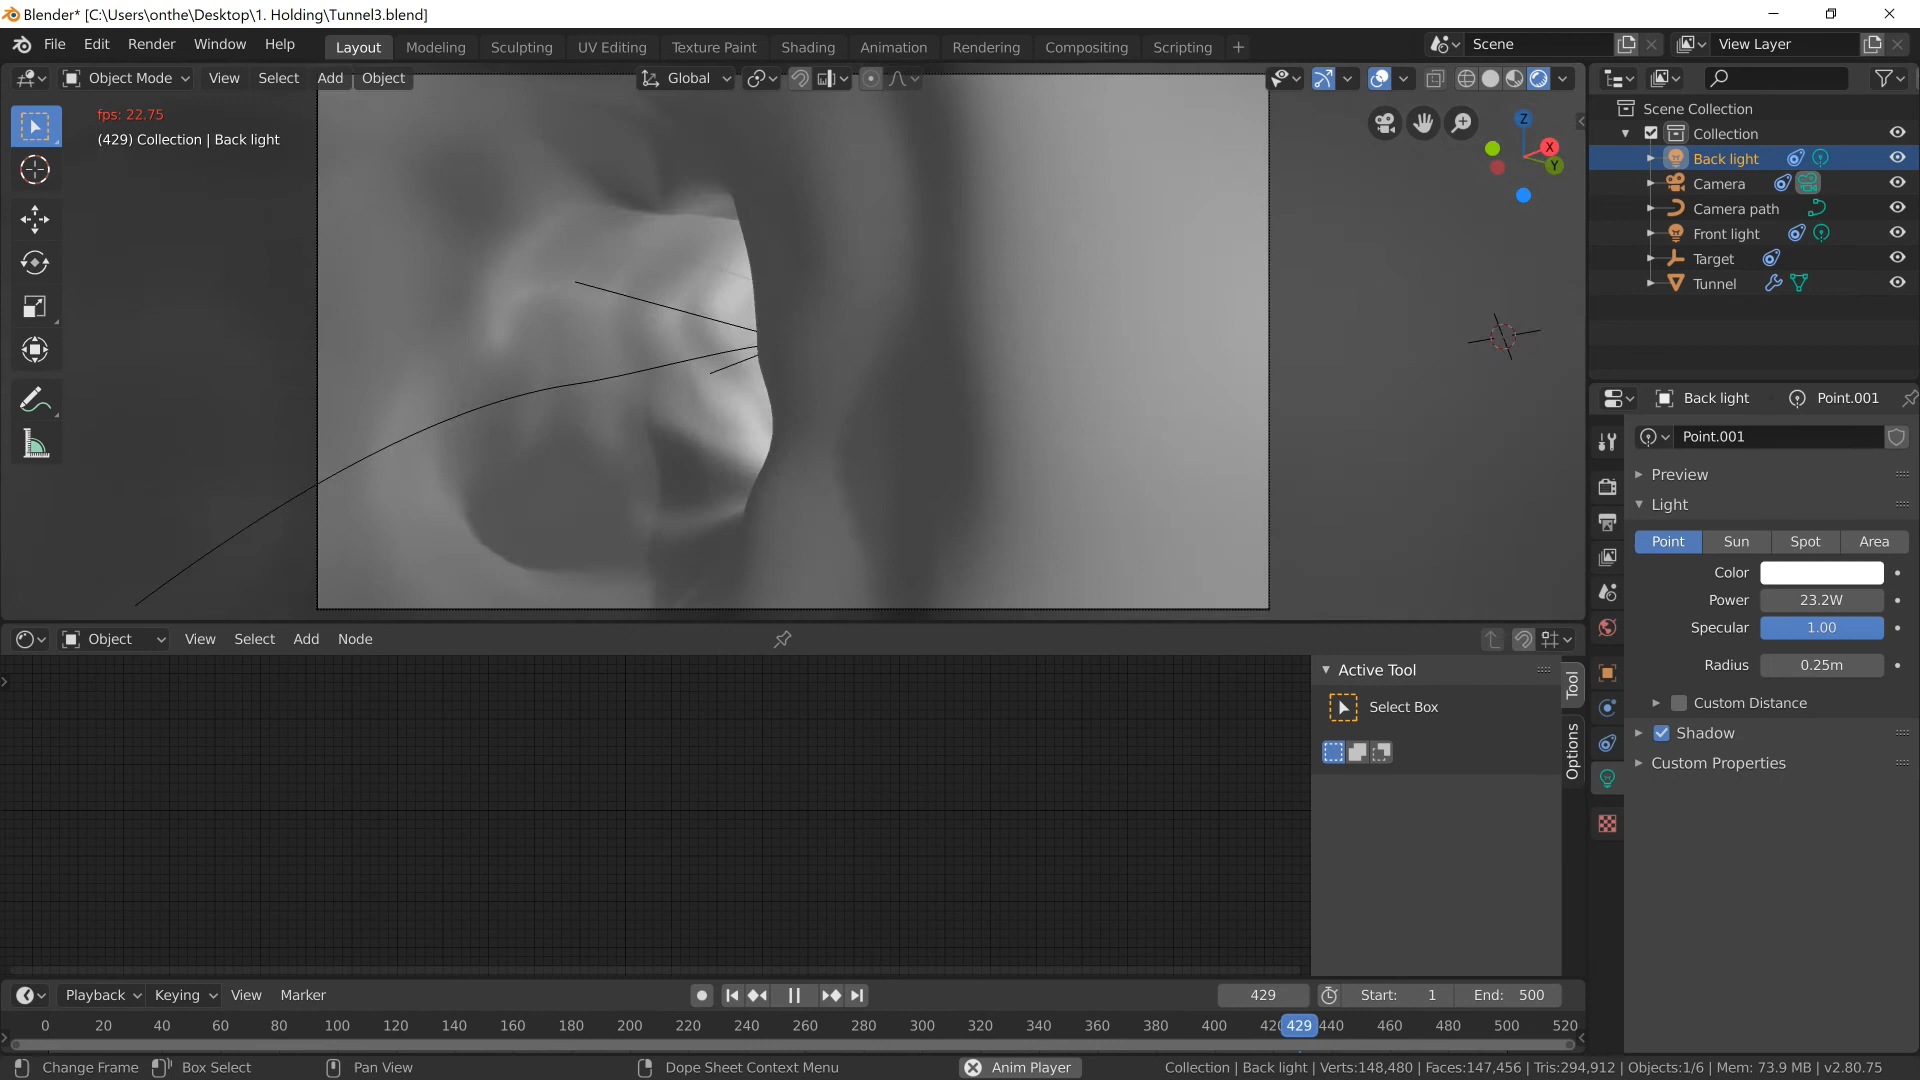 Blender* [C:\Users\onthe\Desktop\1. Holding\Tunnel3.blend]
File Edit Render Window Help Layout Modeling Sculpting UV Editing Texture Paint Shading Animation Rendering Compositing Scripting + Scene View Layer
Object Mode View Select Add Object Global
fps: 22.75
(429) Collection | Back light
Z
X
Y
Scene Collection
Collection
Back light
Camera
Camera path
Front light
Target
Tunnel
Back light Point.001
Point.001
Preview
Light
Point Sun Spot Area
Color
Power 23.2W
Specular 1.00
Radius 0.25m
Custom Distance
Shadow
Custom Properties
Object View Select Add Node
Active Tool
Select Box
Tool
Options
Playback Keying View Marker 429 Start: 1 End: 500
0 20 40 60 80 100 120 140 160 180 200 220 240 260 280 300 320 340 360 380 400 420 429 440 460 480 500 520
Change Frame Box Select Pan View Dope Sheet Context Menu Anim Player Collection | Back light | Verts:148,480 | Faces:147,456 | Tris:294,912 | Objects:1/6 | Mem: 73.9 MB | v2.80.75